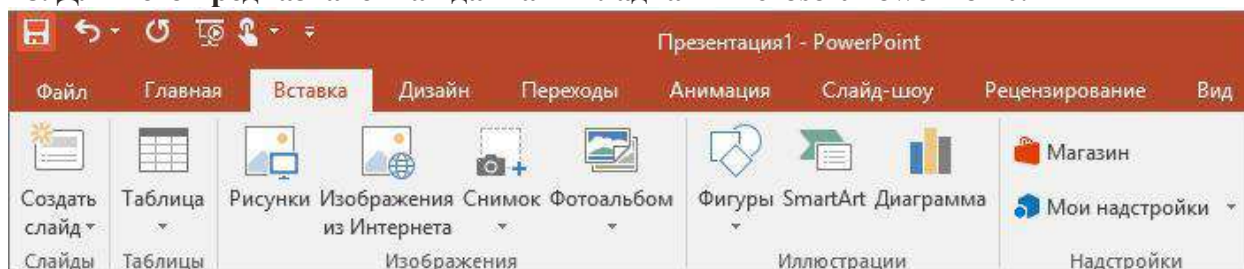 Презентация1 - PowerPoint
Файл Главная Вставка Дизайн Переходы Анимация Слайд-шоу Рецензирование Вид
Создать слайд
Таблица
Рисунки
Изображения из Интернета
Снимок
Фотоальбом
Фигуры
SmartArt
Диаграмма
Магазин
Мои надстройки
Слайды Таблицы Изображения Иллюстрации Надстройки